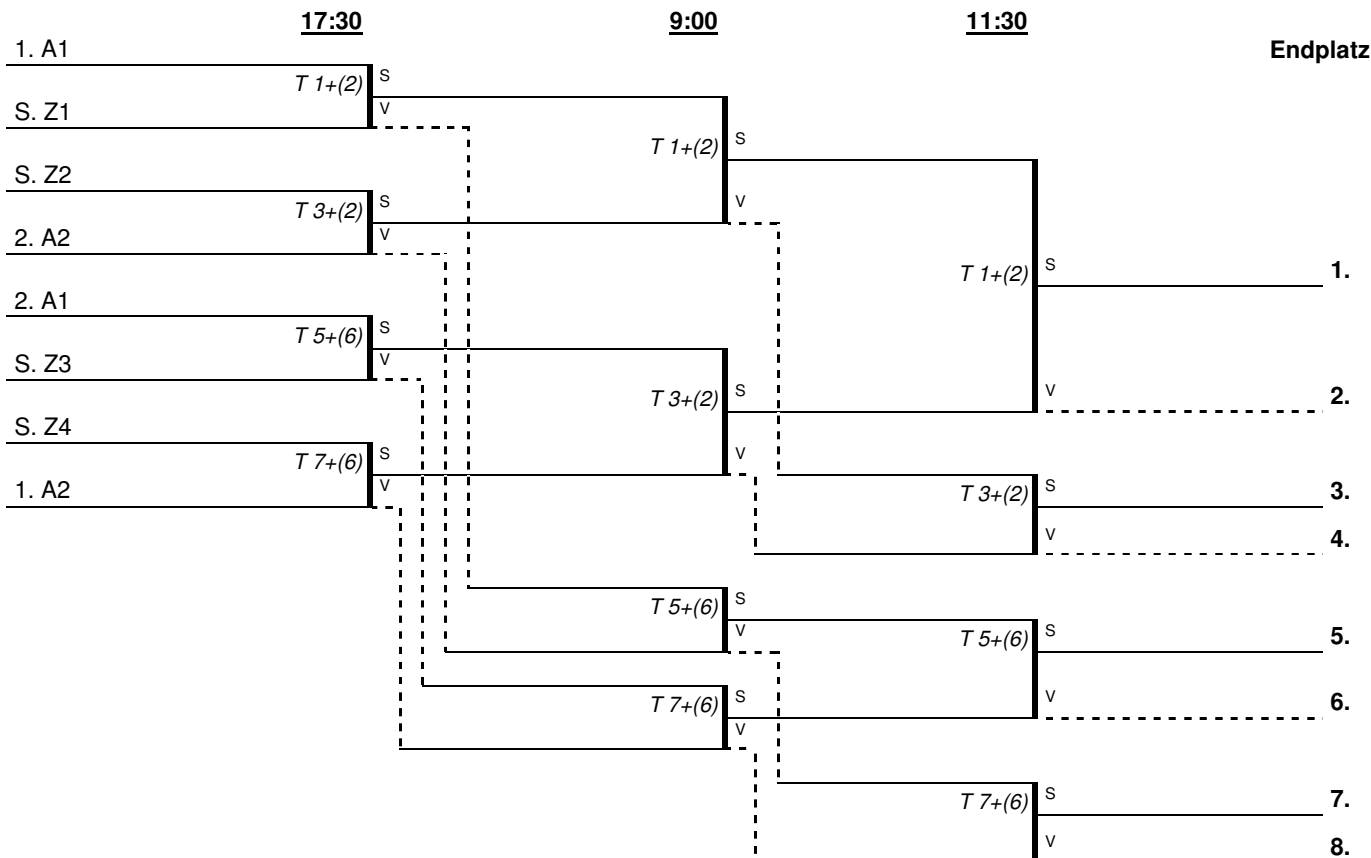 17:30 9:00 11:30
Endplatz
1. A1
T 1+(2) S
V
S. Z1
T 1+(2) S
V
S. Z2
T 3+(2) S
V
2. A2
T 1+(2) S 1.
V 2.
2. A1
T 5+(6) S
V
S. Z3
T 3+(2) S
V
S. Z4
T 7+(6) S
V
1. A2
T 3+(2) S 3.
V 4.
T 5+(6) S
V
T 5+(6) S 5.
V 6.
T 7+(6) S
V
T 7+(6) S 7.
V 8.